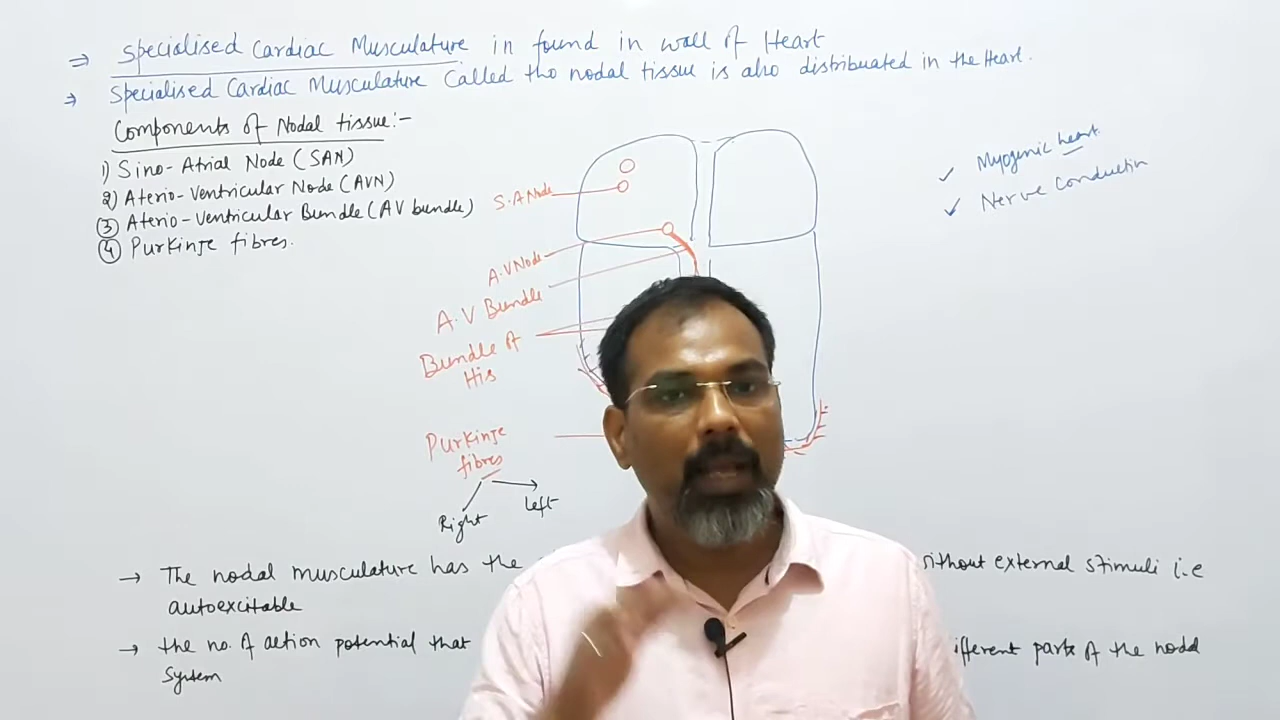 ⇒ Specialised Cardiac Musculature in found in wall of Heart
⇒ Specialised Cardiac Musculature Called tho nodal tissue is also distribuated in the Heart.
Components of Nodal tissue:-
1) Sino-Atrial Node (SAN)
2) Aterio-Ventricular Node (AVN)
③ Aterio-Ventricular Bundle (AV bundle)
④ Purkinje fibres.
✓ Myogenic heart
✓ Nerve Conduction
S.A Node
A.V Node
A.V Bundle
Bundle of
His
Purkinje
fibres
Right
Left
→ The nodal musculature has the
without external stimuli i.e
autoexcitable
→ the no. of action potential that
ifferent parts of the nodal
System